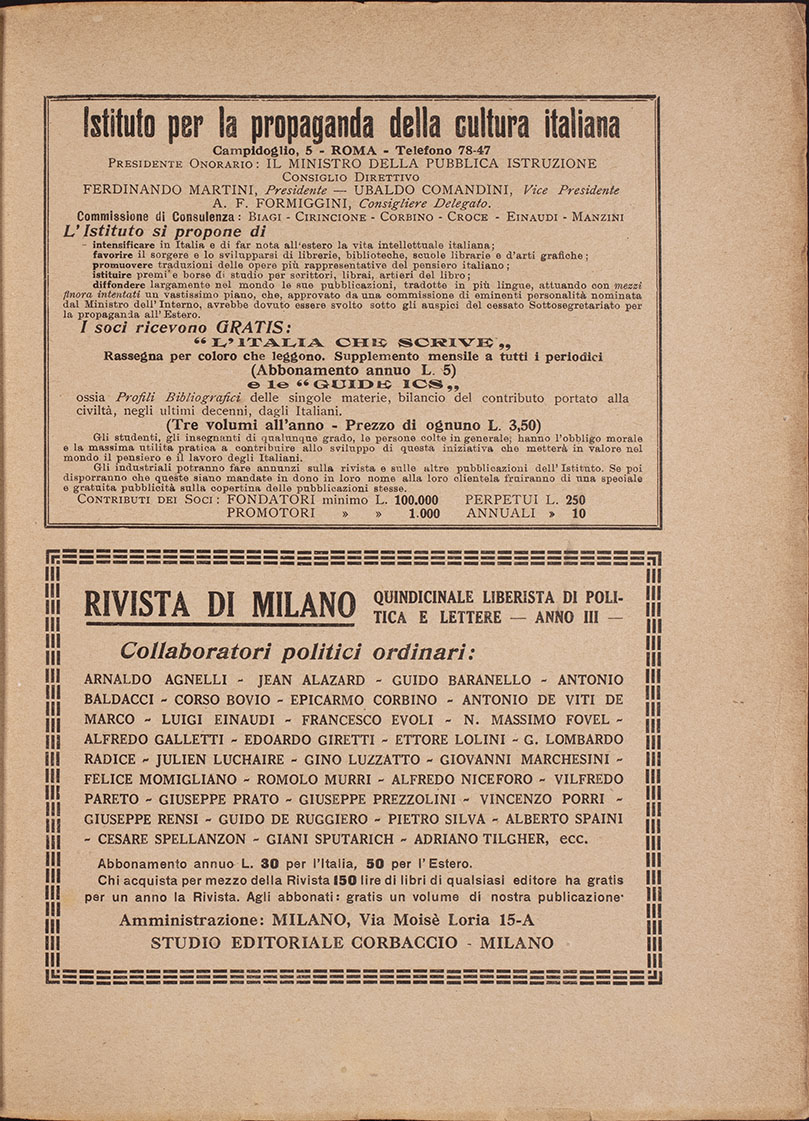 Istituto per la propaganda della cultura italiana
Campidoglio, 5 - ROMA - Telefono 78-47
PRESIDENTE ONORARIO: IL MINISTRO DELLA PUBBLICA ISTRUZIONE
CONSIGLIO DIRETTIVO
FERDINANDO MARTINI, Presidente — UBALDO COMANDINI, Vice Presidente
A. F. FORMIGGINI, Consigliere Delegato.
Commissione di Consulenza: BIAGI - CIRINCIONE - CORBINO - CROCE - EINAUDI - MANZINI
L'Istituto si propone di
- intensificare in Italia e di far nota all'estero la vita intellettuale italiana;
favorire il sorgere e lo svilupparsi di librerie, biblioteche, scuole librarie e d'arti grafiche;
promuovere traduzioni delle opere più rappresentative del pensiero italiano;
istituire premi e borse di studio per scrittori, librai, artieri del libro;
diffondere largamente nel mondo le sue pubblicazioni, tradotte in più lingue, attuando con mezzi
finora intentati un vastissimo piano, che, approvato da una commissione di eminenti personalità nominata
dal Ministro dell'Interno, avrebbe dovuto essere svolto sotto gli auspici del cessato Sottosegretariato per
la propaganda all'Estero.
I soci ricevono GRATIS:
“L'ITALIA CHE SCRIVE„
Rassegna per coloro che leggono. Supplemento mensile a tutti i periodici
(Abbonamento annuo L. 5)
e le “GUIDE ICS„
ossia Profili Bibliografici delle singole materie, bilancio del contributo portato alla
civiltà, negli ultimi decenni, dagli Italiani.
(Tre volumi all'anno - Prezzo di ognuno L. 3,50)
Gli studenti, gli insegnanti di qualunque grado, le persone colte in generale; hanno l'obbligo morale
e la massima utilità pratica a contribuire allo sviluppo di questa iniziativa che metterà in valore nel
mondo il pensiero e il lavoro degli Italiani.
Gli industriali potranno fare annunzi sulla rivista e sulle altre pubblicazioni dell'Istituto. Se poi
disporranno che queste siano mandate in dono in loro nome alla loro clientela fruiranno di una speciale
e gratuita pubblicità sulla copertina delle pubblicazioni stesse.
CONTRIBUTI DEI SOCI: FONDATORI minimo L. 100.000 PERPETUI L. 250
PROMOTORI » » 1.000 ANNUALI » 10
RIVISTA DI MILANO QUINDICINALE LIBERISTA DI POLI-
TICA E LETTERE — ANNO III —
Collaboratori politici ordinari:
ARNALDO AGNELLI - JEAN ALAZARD - GUIDO BARANELLO - ANTONIO
BALDACCI - CORSO BOVIO - EPICARMO CORBINO - ANTONIO DE VITI DE
MARCO - LUIGI EINAUDI - FRANCESCO EVOLI - N. MASSIMO FOVEL -
ALFREDO GALLETTI - EDOARDO GIRETTI - ETTORE LOLINI - G. LOMBARDO
RADICE - JULIEN LUCHAIRE - GINO LUZZATTO - GIOVANNI MARCHESINI -
FELICE MOMIGLIANO - ROMOLO MURRI - ALFREDO NICEFORO - VILFREDO
PARETO - GIUSEPPE PRATO - GIUSEPPE PREZZOLINI - VINCENZO PORRI -
GIUSEPPE RENSI - GUIDO DE RUGGIERO - PIETRO SILVA - ALBERTO SPAINI
- CESARE SPELLANZON - GIANI SPUTARICH - ADRIANO TILGHER, ecc.
Abbonamento annuo L. 30 per l'Italia, 50 per l'Estero.
Chi acquista per mezzo della Rivista 150 lire di libri di qualsiasi editore ha gratis
per un anno la Rivista. Agli abbonati: gratis un volume di nostra publicazione·
Amministrazione: MILANO, Via Moisè Loria 15-A
STUDIO EDITORIALE CORBACCIO - MILANO